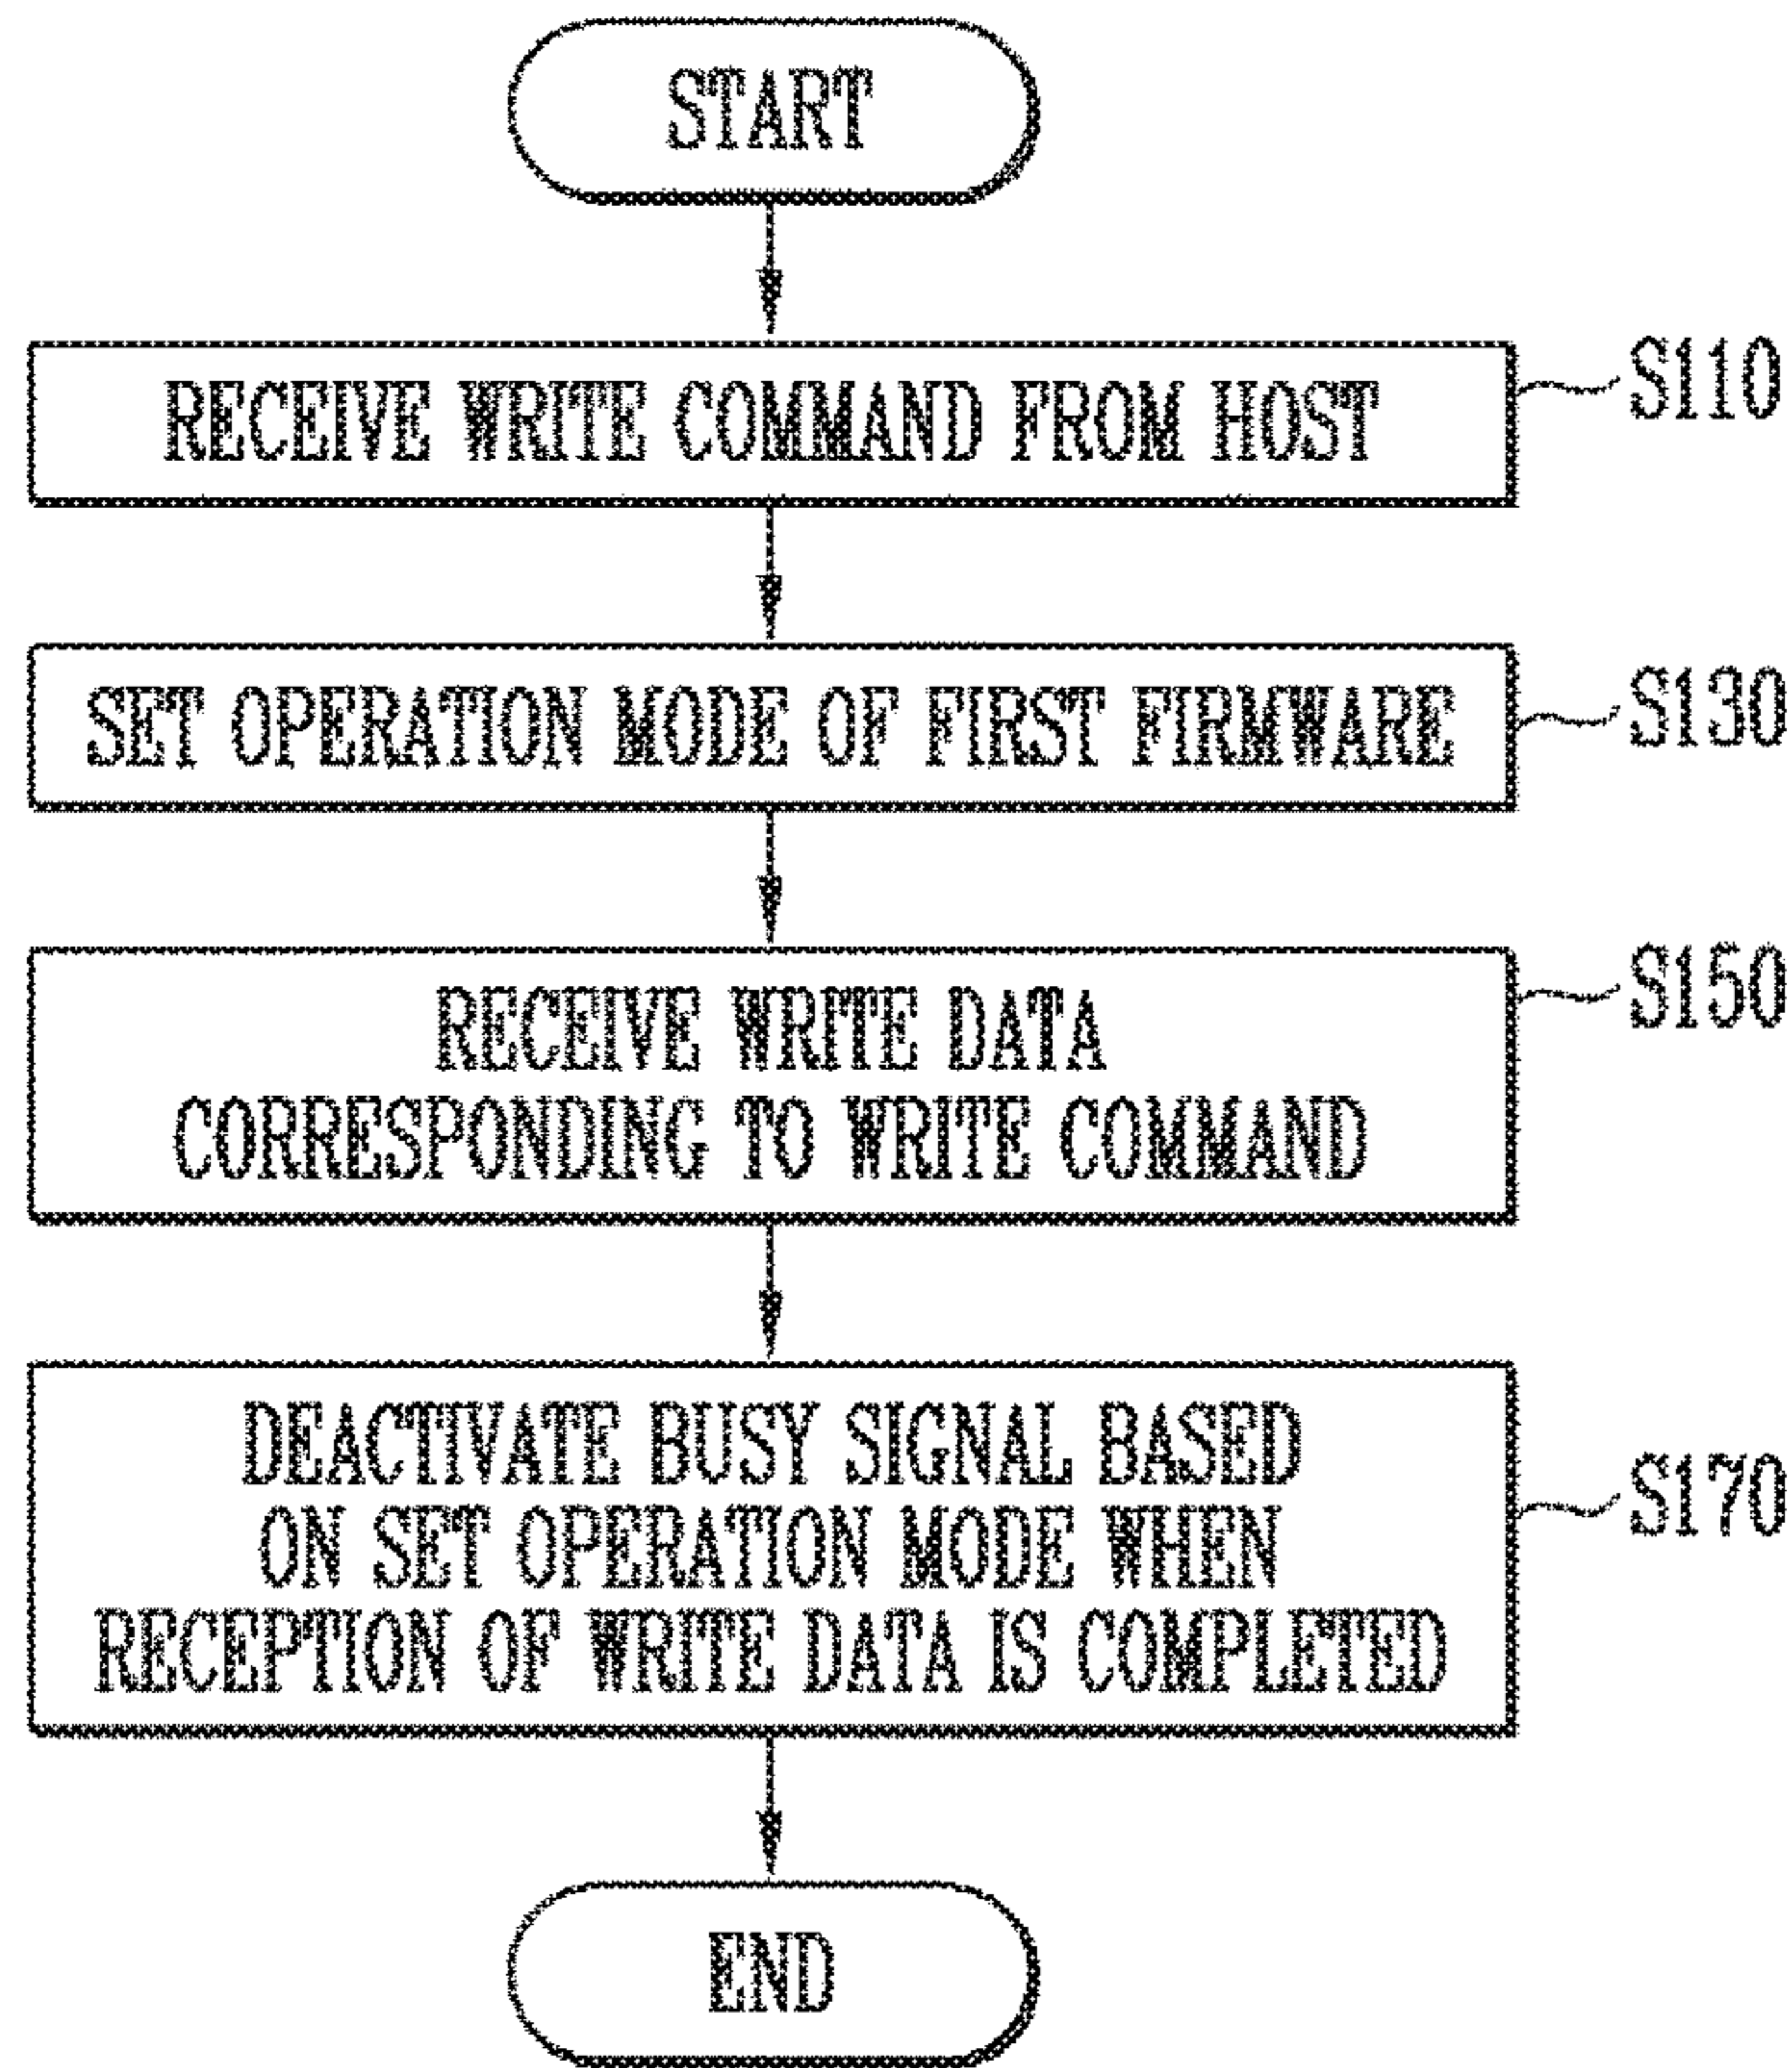 START
RECEIVE WRITE COMMAND FROM HOST
S110
SET OPERATION MODE OF FIRST FIRMWARE
S130
RECEIVE WRITE DATA
CORRESPONDING TO WRITE COMMAND
S150
DEACTIVATE BUSY SIGNAL BASED
ON SET OPERATION MODE WHEN
RECEPTION OF WRITE DATA IS COMPLETED
S170
END